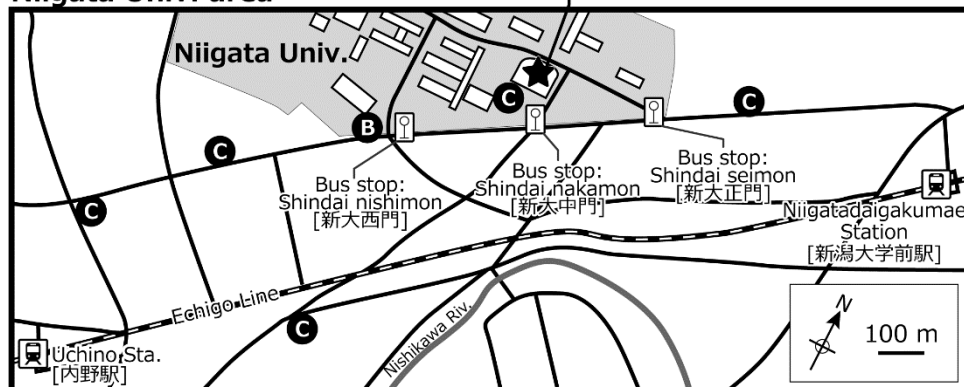 Niigata Univ. area
Niigata Univ.
C
C
B
C
Bus stop:
Shindai nishimon
[新大西門]
Bus stop:
Shindai nakamon
[新大中門]
Bus stop:
Shindai seimon
[新大正門]
Niigatadaigakumae
Station
[新潟大学前駅]
C
Echigo Line
C
Nishikawa Riv.
Uchino Sta.
[内野駅]
N
100 m